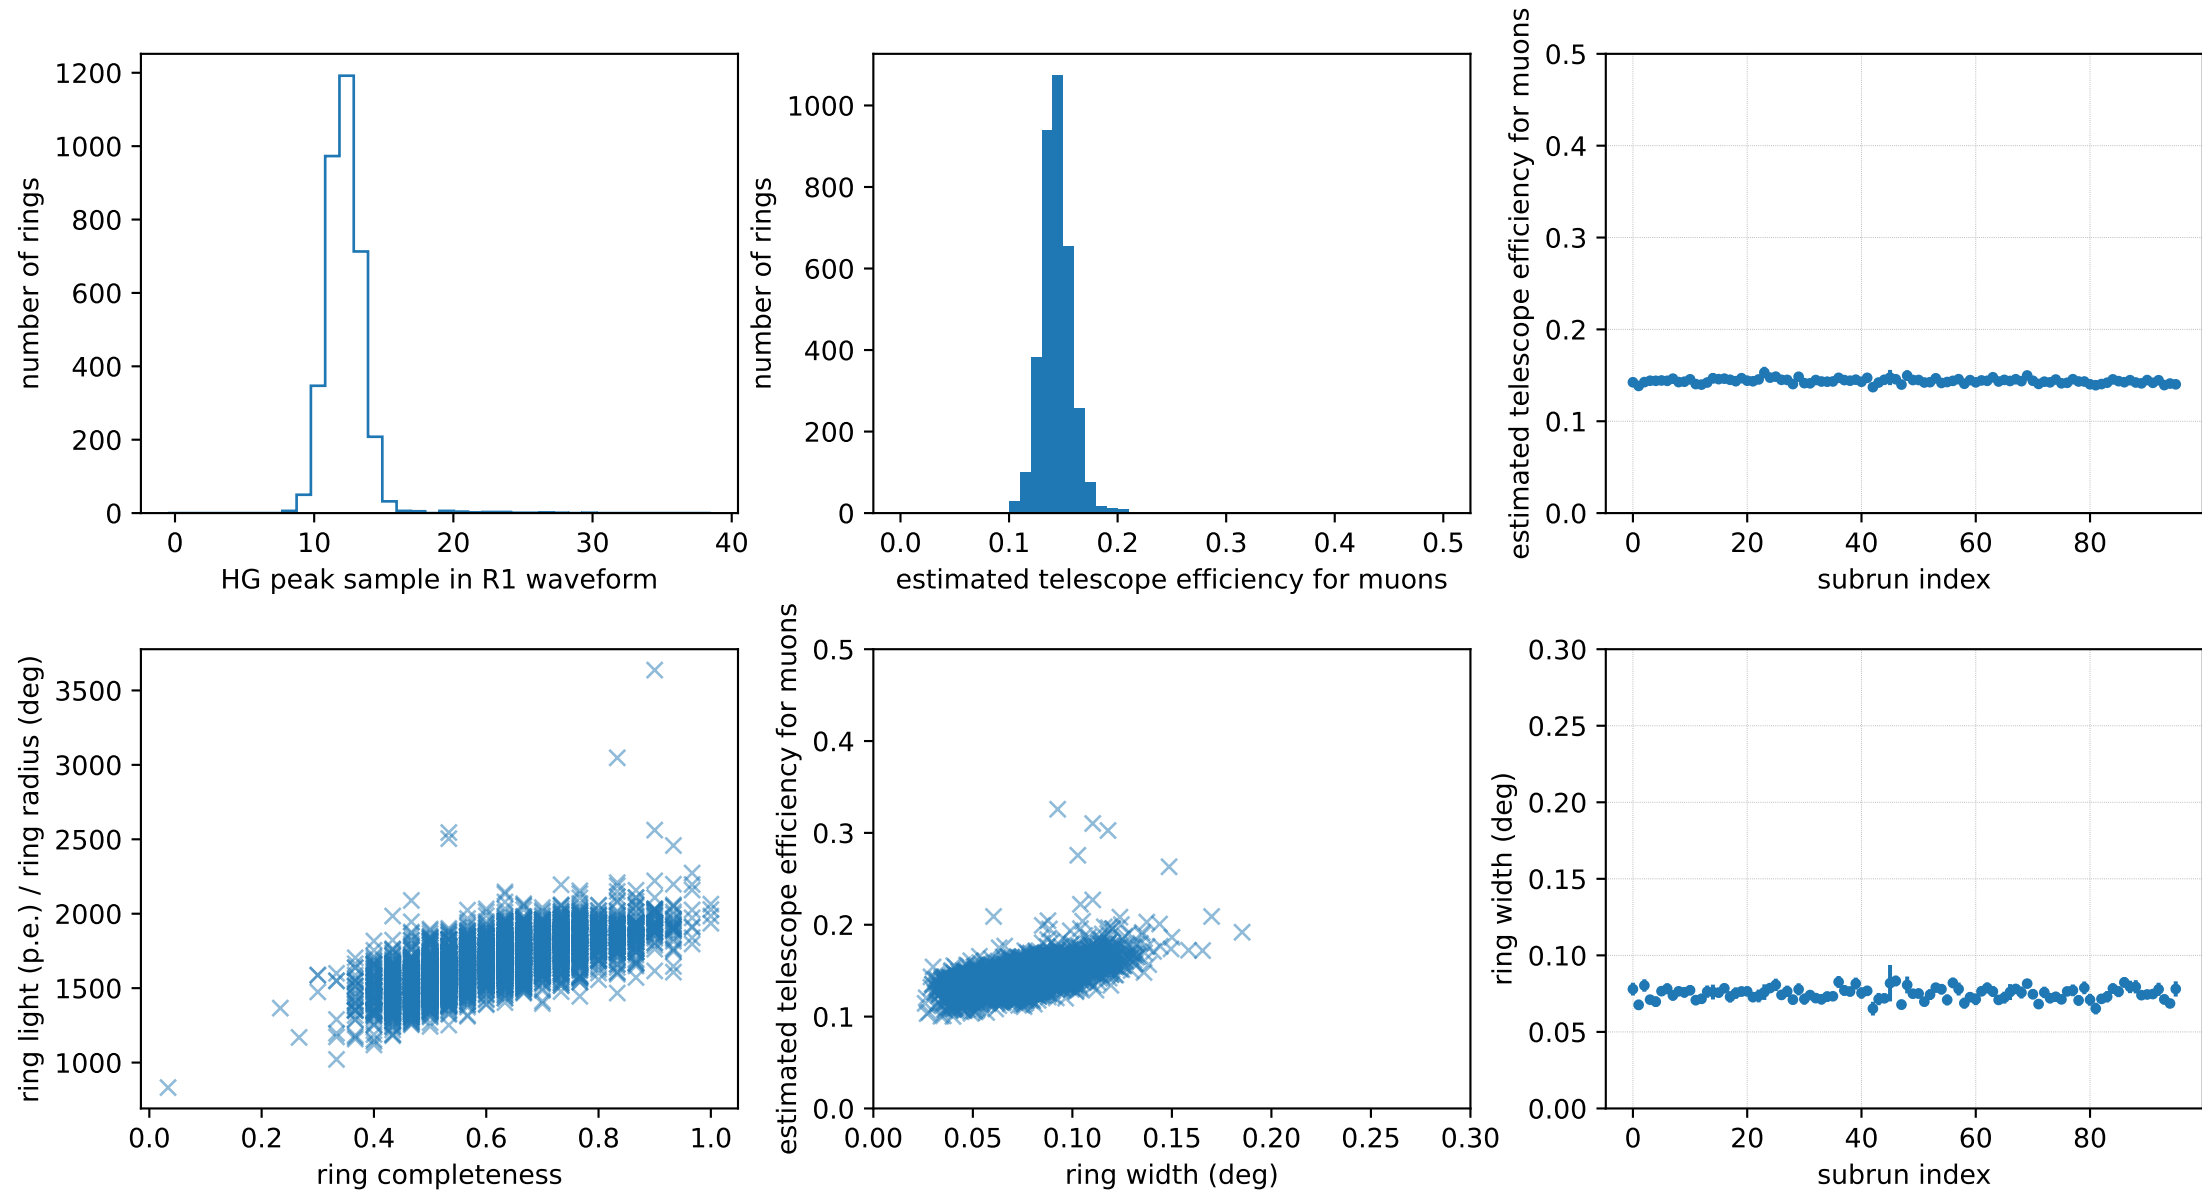 number of rings
1200
1000
800
600
400
200
0
0 10 20 30 40
HG peak sample in R1 waveform
number of rings
1000
800
600
400
200
0
0.0 0.1 0.2 0.3 0.4 0.5
estimated telescope efficiency for muons
estimated telescope efficiency for muons
0.5
0.4
0.3
0.2
0.1
0.0
0 20 40 60 80
subrun index
ring light (p.e.) / ring radius (deg)
3500
3000
2500
2000
1500
1000
0.0 0.2 0.4 0.6 0.8 1.0
ring completeness
estimated telescope efficiency for muons
0.5
0.4
0.3
0.2
0.1
0.0
0.00 0.05 0.10 0.15 0.20 0.25 0.30
ring width (deg)
ring width (deg)
0.30
0.25
0.20
0.15
0.10
0.05
0.00
0 20 40 60 80
subrun index